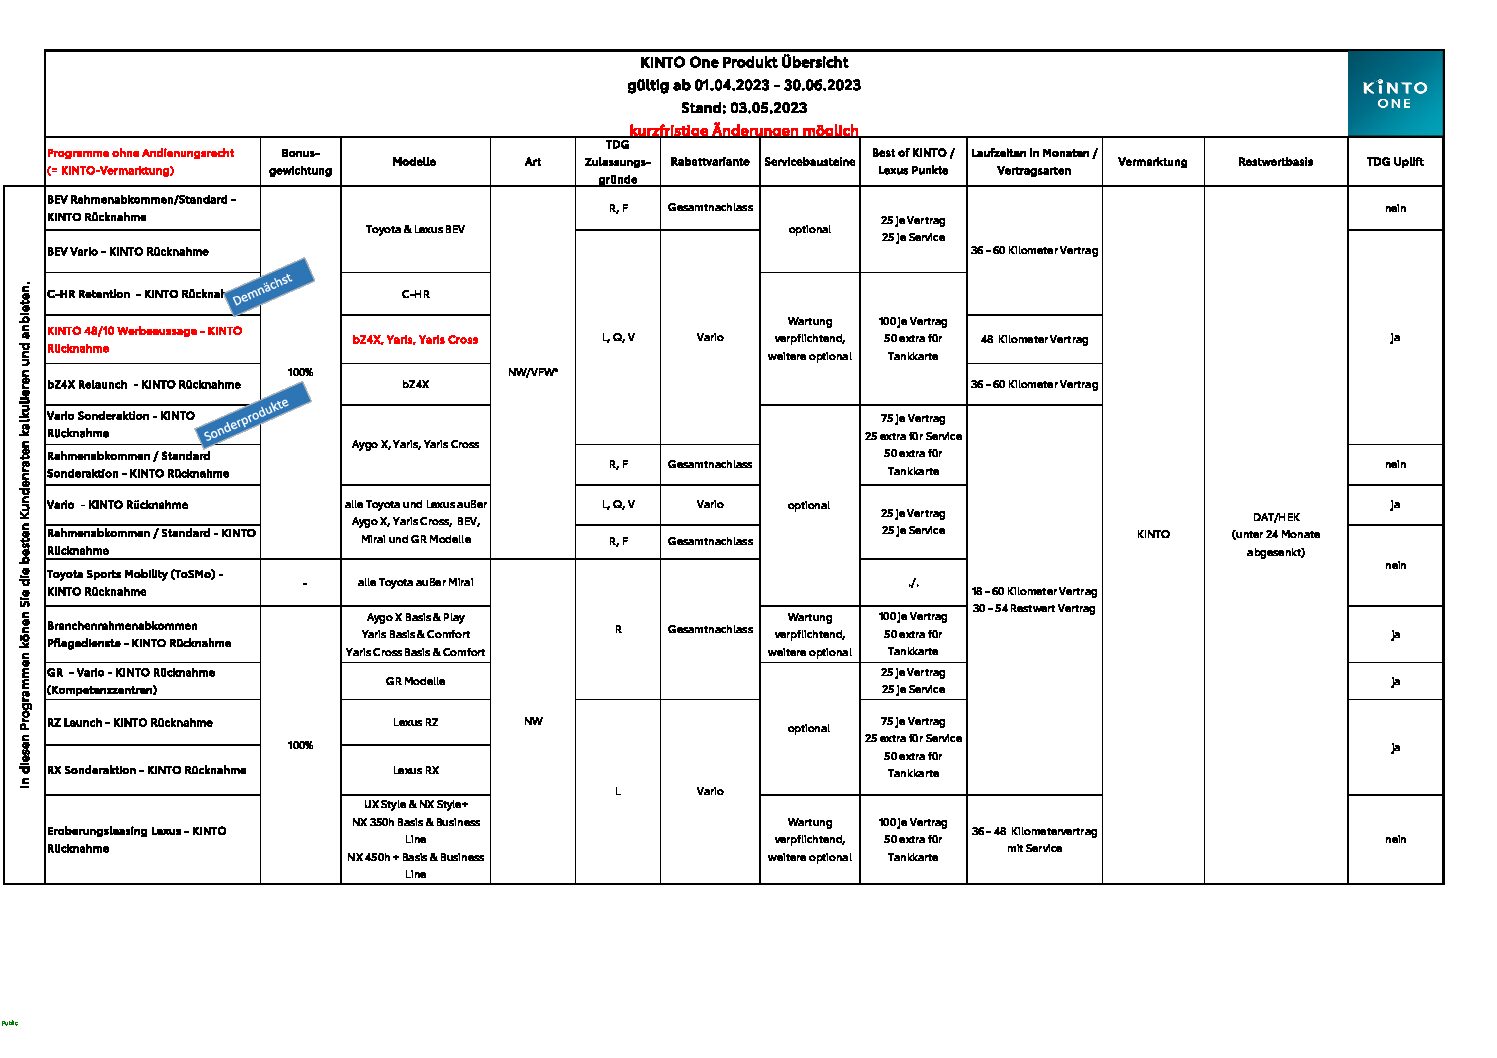 KINTO One Produkt Übersicht
gültig ab 01.04.2023 - 30.06.2023
Stand: 03.05.2023
kurzfristige Änderungen möglich
KINTO
ONE
Programme ohne Andienungsrecht
(= KINTO-Vermarktung)
Bonus-
gewichtung
Modelle
Art
TDG
Zulassungs-
gründe
Rabattvariante
Servicebausteine
Best of KINTO /
Lexus Punkte
Laufzeiten in Monaten /
Vertragsarten
Vermarktung
Restwertbasis
TDG Uplift
In diesen Programmen könen Sie die besten Kundenraten kalkulieren und anbieten.
BEV Rahmenabkommen/Standard -
KINTO Rücknahme
R, F
Gesamtnachlass
nein
Toyota & Lexus BEV
optional
25 je Vertrag
25 je Service
BEV Vario - KINTO Rücknahme
36 - 60 Kilometer Vertrag
C-HR Retention - KINTO Rücknah
Demnächst
C-HR
KINTO 48/10 Werbeaussage - KINTO
Rücknahme
bZ4X, Yaris, Yaris Cross
L, Q, V
Vario
Wartung
verpflichtend,
weitere optional
100 je Vertrag
50 extra für
Tankkarte
48 Kilometer Vertrag
ja
100%
NW/VFW*
bZ4X Relaunch - KINTO Rücknahme
bZ4X
36 - 60 Kilometer Vertrag
Sonderprodukte
Vario Sonderaktion - KINTO
Rücknahme
Aygo X, Yaris, Yaris Cross
75 je Vertrag
25 extra für Service
50 extra für
Tankkarte
Rahmenabkommen / Standard
Sonderaktion - KINTO Rücknahme
R, F
Gesamtnachlass
nein
Vario - KINTO Rücknahme
alle Toyota und Lexus außer
Aygo X, Yaris Cross, BEV,
Mirai und GR Modelle
L, Q, V
Vario
optional
25 je Vertrag
25 je Service
ja
Rahmenabkommen / Standard - KINTO
Rücknahme
R, F
Gesamtnachlass
KINTO
DAT/HEK
(unter 24 Monate
abgesenkt)
nein
Toyota Sports Mobility (ToSMo) -
KINTO Rücknahme
-
alle Toyota außer Mirai
./.
18 - 60 Kilometer Vertrag
30 - 54 Restwert Vertrag
Branchenrahmenabkommen
Pflegedienste - KINTO Rücknahme
Aygo X Basis & Play
Yaris Basis & Comfort
Yaris Cross Basis & Comfort
R
Gesamtnachlass
Wartung
verpflichtend,
weitere optional
100 je Vertrag
50 extra für
Tankkarte
ja
GR - Vario - KINTO Rücknahme
(Kompetenzzentren)
GR Modelle
25 je Vertrag
25 je Service
ja
RZ Launch - KINTO Rücknahme
Lexus RZ
NW
optional
75 je Vertrag
25 extra für Service
50 extra für
Tankkarte
ja
100%
RX Sonderaktion - KINTO Rücknahme
Lexus RX
L
Vario
Eroberungsleasing Lexus - KINTO
Rücknahme
UX Style & NX Style+
NX 350h Basis & Business
Line
NX 450h + Basis & Business
Line
Wartung
verpflichtend,
weitere optional
100 je Vertrag
50 extra für
Tankkarte
36 - 48 Kilometervertrag
mit Service
nein
Public